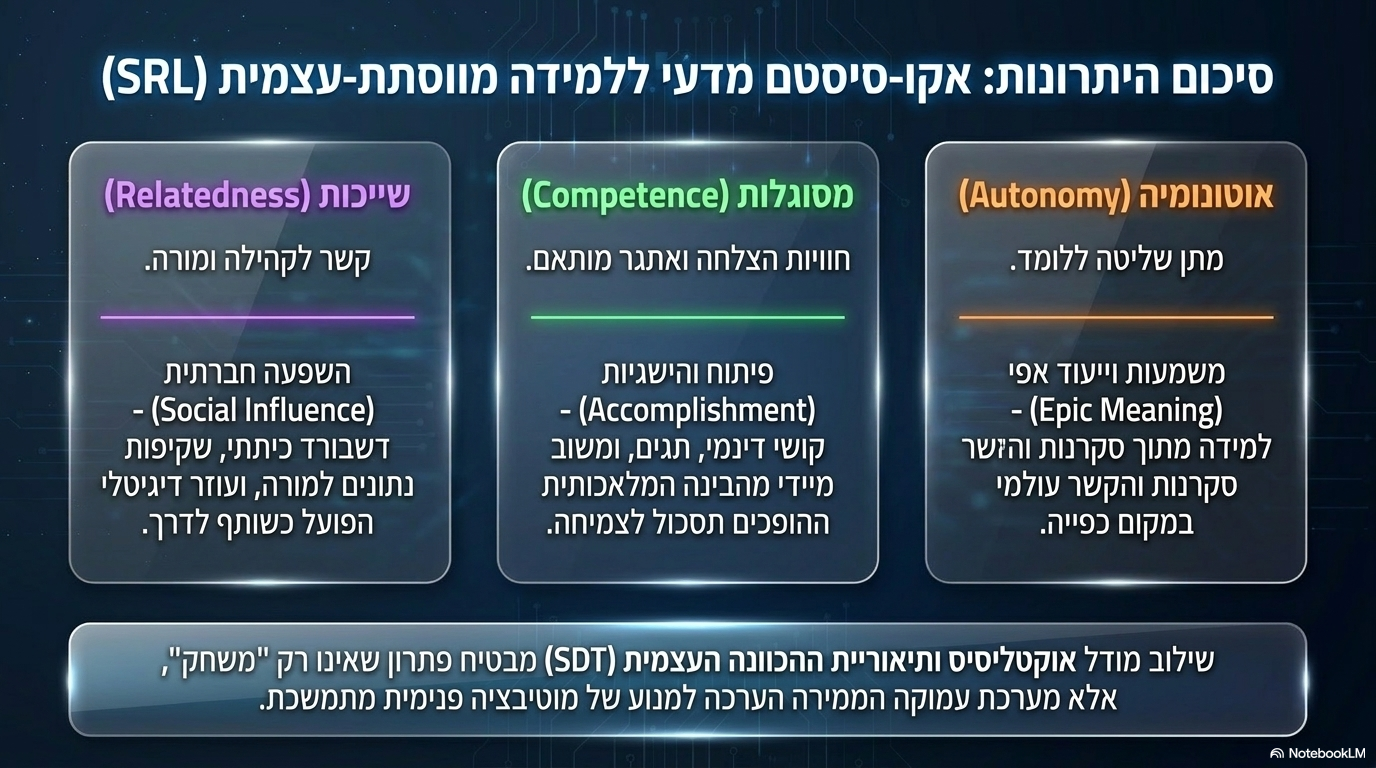 סיכום היתרונות: אקו-סיסטם מדעי ללמידה מווסתת-עצמית (SRL)
אוטונומיה (Autonomy)
מתן שליטה ללומד.
משמעות וייעוד אפי
(Epic Meaning) -
למידה מתוך סקרנות
סקרנות והקשר עולמי
במקום כפייה.
מסוגלות (Competence)
חוויות הצלחה ואתגר מותאם.
פיתוח והישגיות
(Accomplishment) -
קושי דינמי, תגים, ומשוב
מיידי מהבינה המלאכותית
ההופכים תסכול לצמיחה.
שייכות (Relatedness)
קשר לקהילה ומורה.
השפעה חברתית
(Social Influence) -
דשבורד כיתתי, שקיפות
נתונים למורה, ועוזר דיגיטלי
הפועל כשותף לדרך.
שילוב מודל אוקטליסיס ותיאוריית ההכוונה העצמית (SDT) מבטיח פתרון שאינו רק "משחק",
אלא מערכת עמוקה הממירה הערכה למנוע של מוטיבציה פנימית מתמשכת.
NotebookLM